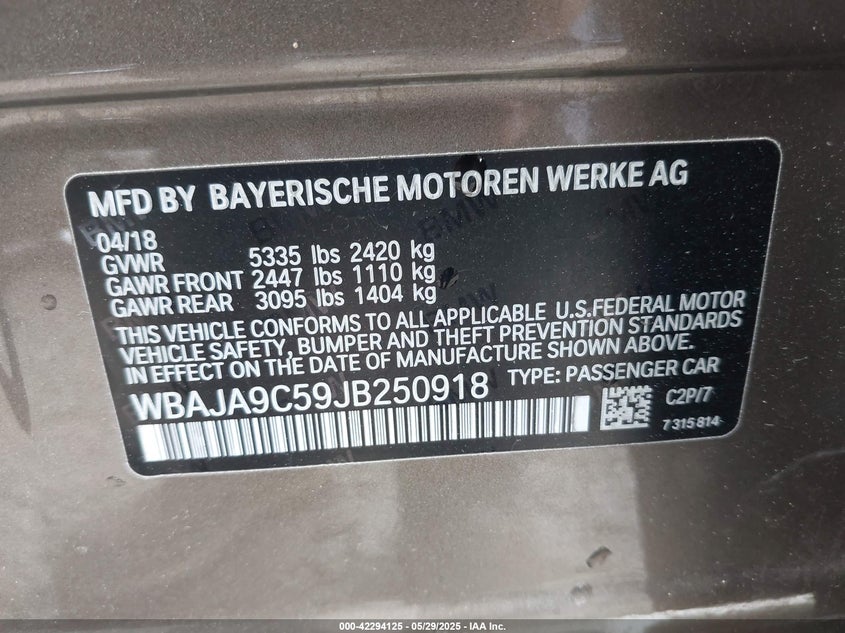 MFD BY BAYERISCHE MOTOREN WERKE AG
04/18
GVWR 5335 lbs 2420 kg
GAWR FRONT 2447 lbs 1110 kg
GAWR REAR 3095 lbs 1404 kg
THIS VEHICLE CONFORMS TO ALL APPLICABLE U.S.FEDERAL MOTOR
VEHICLE SAFETY, BUMPER AND THEFT PREVENTION STANDARDS
IN EFFECT ON THE DATE OF MANUFACTURE SHOWN ABOVE.
WBAJA9C59JB250918 TYPE: PASSENGER CAR
C2P/7
7315814
000-42294125 - 05/29/2025 - IAA Inc.